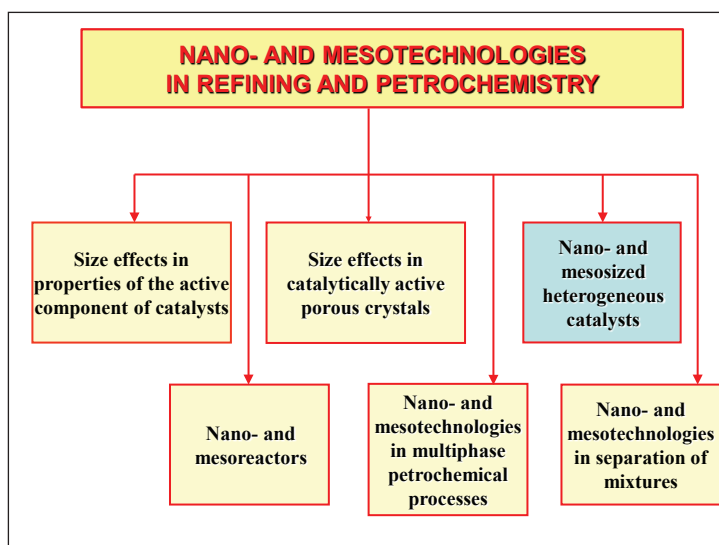 NANO- AND MESOTECHNOLOGIES
IN REFINING AND PETROCHEMISTRY
Size effects in
properties of the active
component of catalysts
Size effects in
catalytically active
porous crystals
Nano- and
mesosized
heterogeneous
catalysts
Nano- and
mesoreactors
Nano- and
mesotechnologies
in multiphase
petrochemical
processes
Nano- and
mesotechnologies
in separation of
mixtures